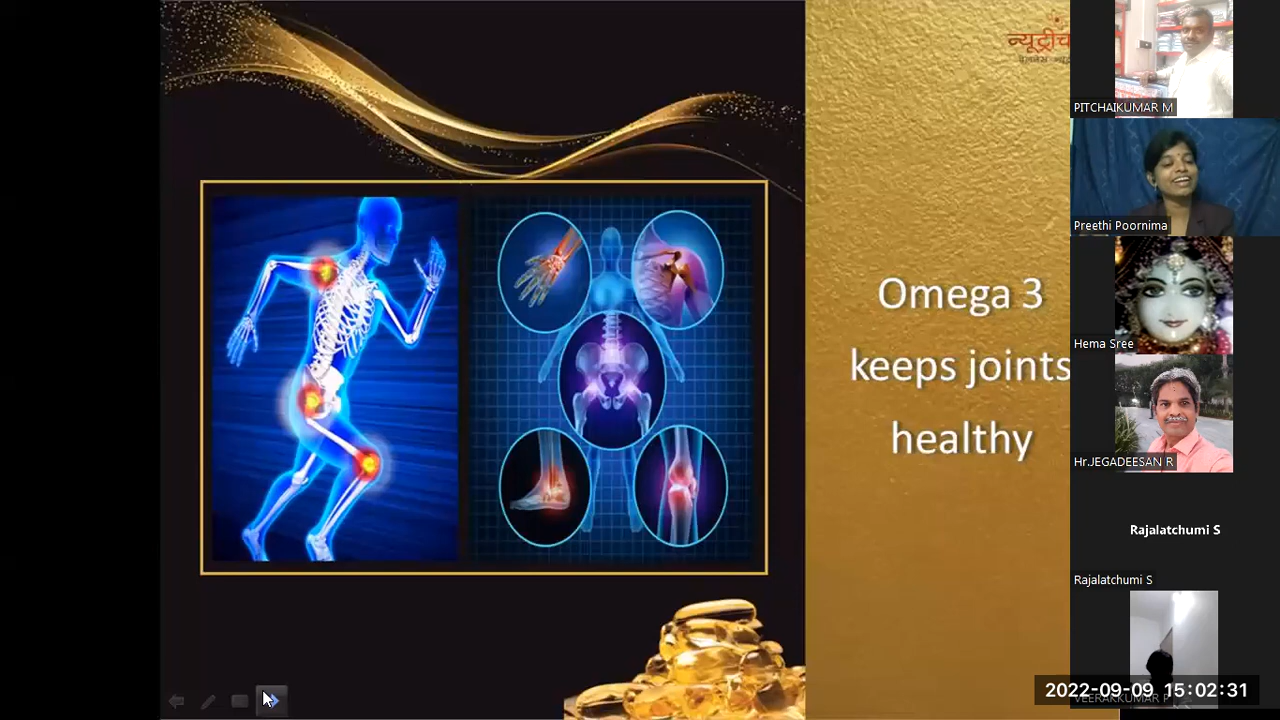 न्यूट्रीच
Omega 3
keeps joints
healthy
PITCHAIKUMAR M
Preethi Poornima
Hema Sree
Hr.JEGADEESAN R
Rajalatchumi S
Rajalatchumi S
2022-09-09 15:02:31
VEERAKKUMAR P